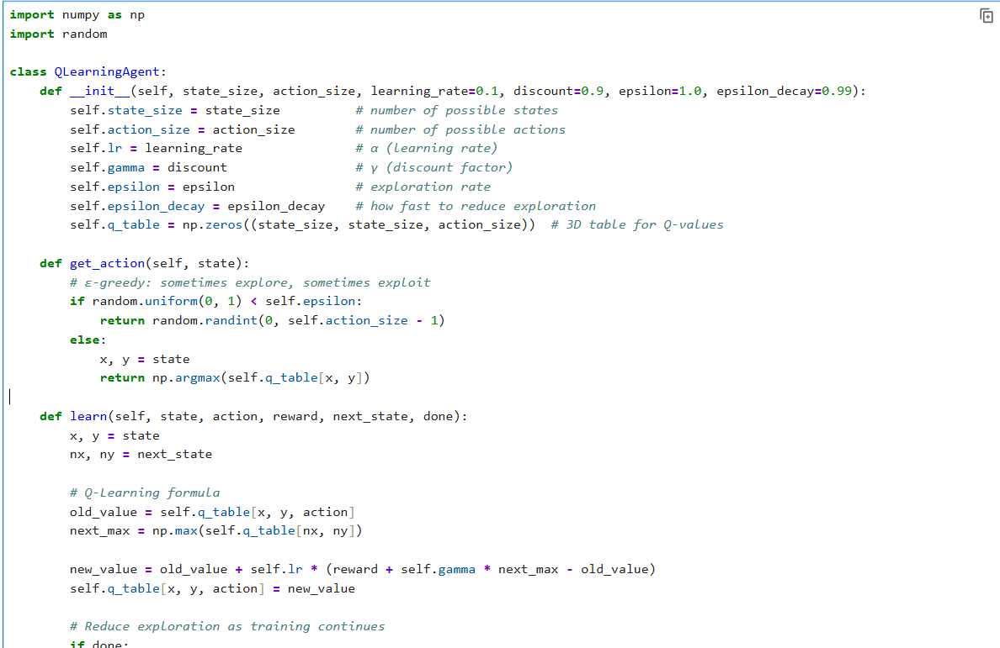 import numpy as np
import random
class QLearningAgent:
    def __init__(self, state_size, action_size, learning_rate=0.1, discount=0.9, epsilon=1.0, epsilon_decay=0.99):
        self.state_size = state_size          # number of possible states
        self.action_size = action_size        # number of possible actions
        self.lr = learning_rate               # α (learning rate)
        self.gamma = discount                 # γ (discount factor)
        self.epsilon = epsilon                # exploration rate
        self.epsilon_decay = epsilon_decay    # how fast to reduce exploration
        self.q_table = np.zeros((state_size, state_size, action_size))  # 3D table for Q-values
    def get_action(self, state):
        # ε-greedy: sometimes explore, sometimes exploit
        if random.uniform(0, 1) < self.epsilon:
            return random.randint(0, self.action_size - 1)
        else:
            x, y = state
            return np.argmax(self.q_table[x, y])
    def learn(self, state, action, reward, next_state, done):
        x, y = state
        nx, ny = next_state
        # Q-Learning formula
        old_value = self.q_table[x, y, action]
        next_max = np.max(self.q_table[nx, ny])
        new_value = old_value + self.lr * (reward + self.gamma * next_max - old_value)
        self.q_table[x, y, action] = new_value
        # Reduce exploration as training continues
        if done: